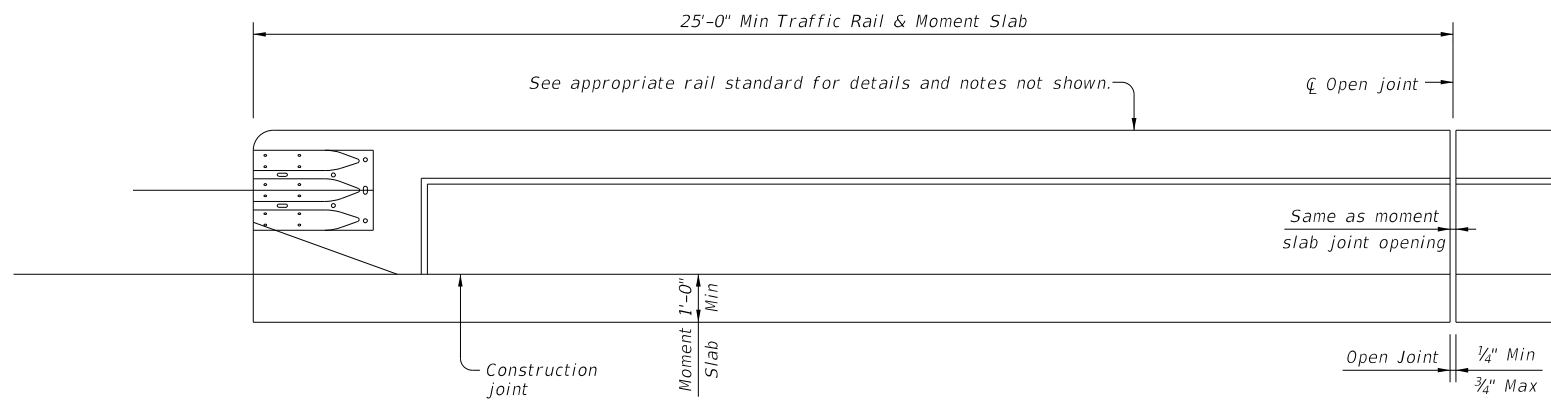 25'-0" Min Traffic Rail & Moment Slab
See appropriate rail standard for details and notes not shown.
℄ Open joint
Same as moment
slab joint opening
Moment 1'-0"
Slab Min
Construction
joint
Open Joint
¼" Min
¾" Max